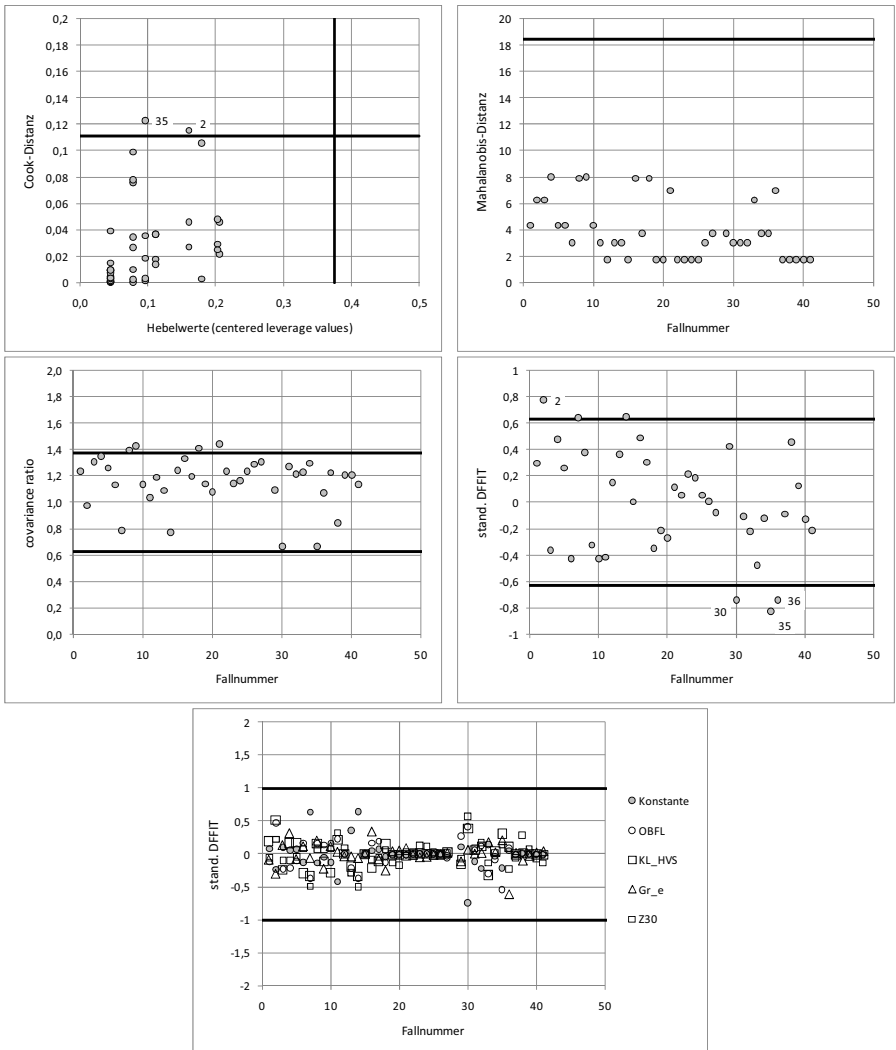 Cook-Distanz
0,2
0,18
0,16
0,14
0,12
0,1
0,08
0,06
0,04
0,02
0
35
2
0,0 0,1 0,2 0,3 0,4 0,5
Hebelwerte (centered leverage values)
Mahalanobis-Distanz
20
18
16
14
12
10
8
6
4
2
0
0 10 20 30 40 50
Fallnummer
covariance ratio
2,0
1,8
1,6
1,4
1,2
1,0
0,8
0,6
0,4
0,2
0,0
0 10 20 30 40 50
Fallnummer
stand. DFFIT
1
0,8
0,6
0,4
0,2
0
-0,2
-0,4
-0,6
-0,8
-1
2
30
36
35
0 10 20 30 40 50
Fallnummer
stand. DFFIT
2
1,5
1
0,5
0
-0,5
-1
-1,5
-2
0 10 20 30 40 50
Fallnummer
Konstante
OBFL
KL_HVS
Gr_e
Z30